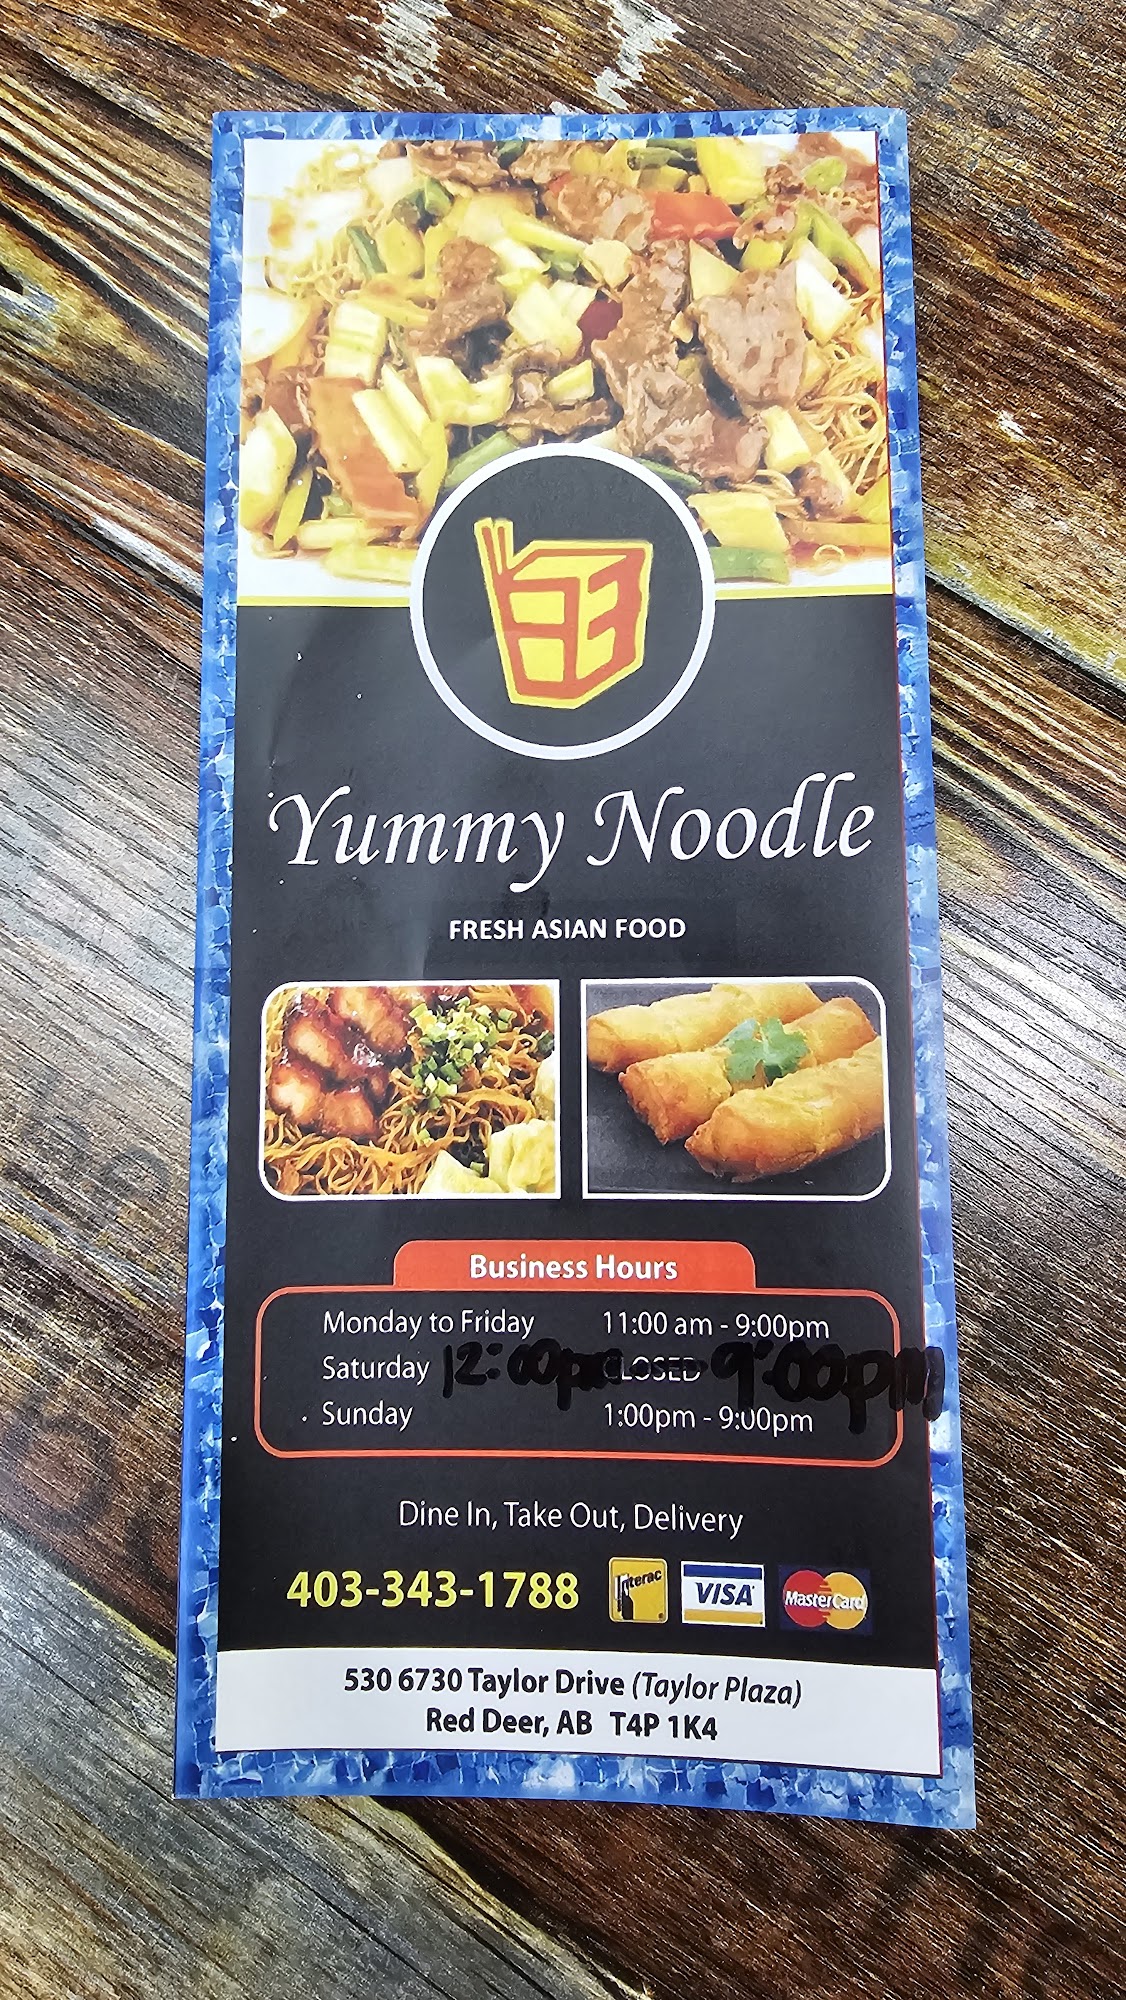 Yummy Noodle
FRESH ASIAN FOOD
Business Hours
Monday to Friday 11:00 am - 9:00pm
Saturday 12:00pm CLOSED 9:00pm
Sunday 1:00pm - 9:00pm
Dine In, Take Out, Delivery
403-343-1788 Interac VISA MasterCard
530 6730 Taylor Drive (Taylor Plaza)
Red Deer, AB T4P 1K4